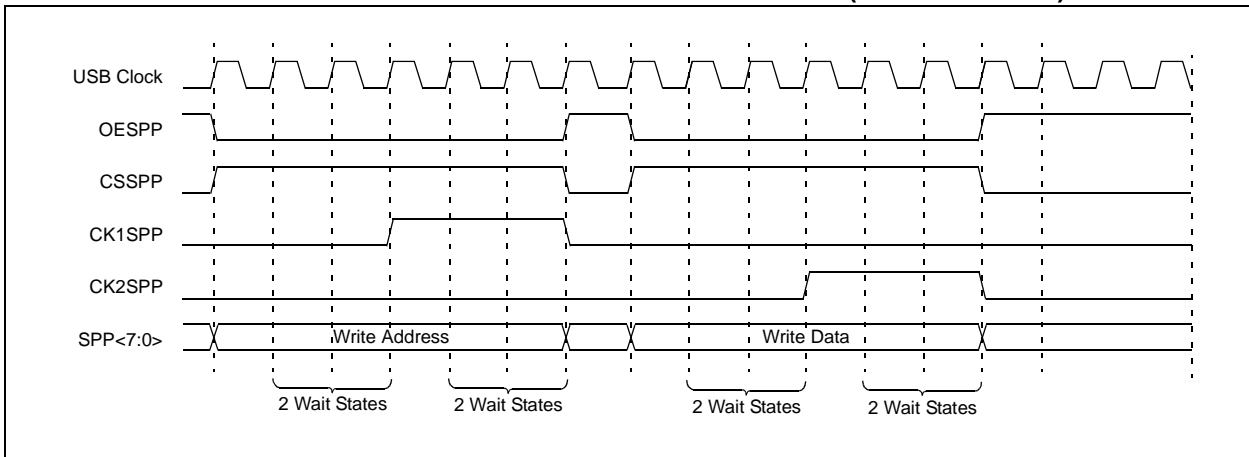 USB Clock
OESPP
CSSPP
CK1SPP
CK2SPP
SPP<7:0>
Write Address
Write Data
2 Wait States
2 Wait States
2 Wait States
2 Wait States